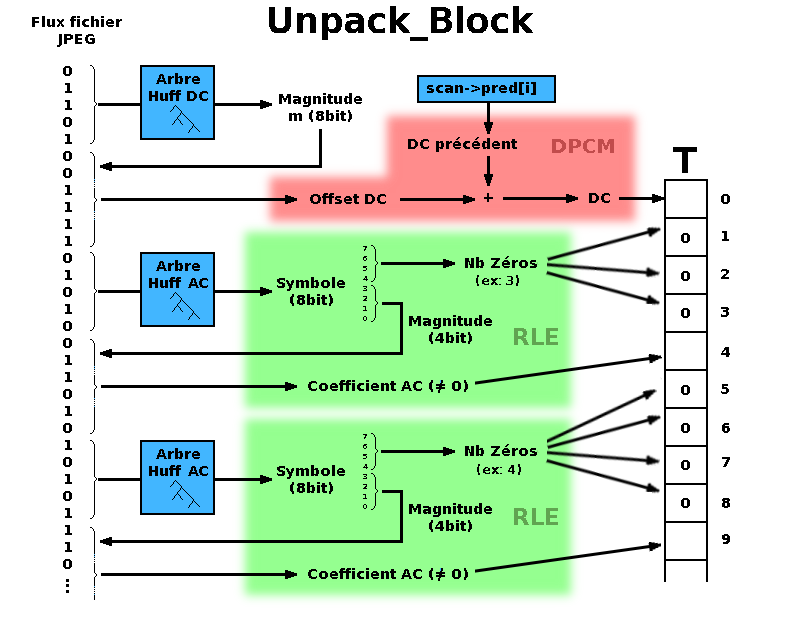 Unpack_Block
Flux fichier
JPEG
0
1
1
0
1
0
0
1
1
1
1
0
1
0
1
0
0
1
1
0
1
0
1
0
1
0
1
1
1
0
⋮
Arbre
Huff DC
Magnitude
m (8bit)
scan->pred[i]
DC précédent
DPCM
Offset DC
+
DC
Arbre
Huff AC
Symbole
(8bit)
7
6
5
4
3
2
1
0
Nb Zéros
(ex: 3)
Magnitude
(4bit)
RLE
Coefficient AC (≠ 0)
Arbre
Huff AC
Symbole
(8bit)
7
6
5
4
3
2
1
0
Nb Zéros
(ex: 4)
Magnitude
(4bit)
RLE
Coefficient AC (≠ 0)
T
0
0 1
0 2
0 3
4
0 5
0 6
0 7
0 8
9